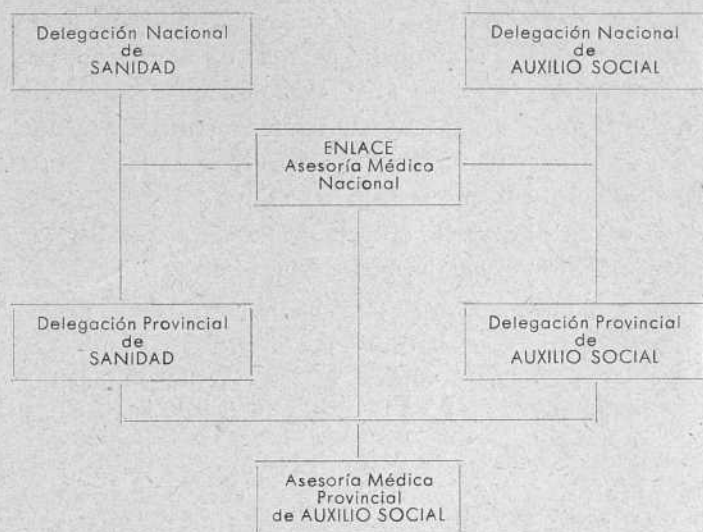 Delegación Nacional
de
SANIDAD
Delegación Nacional
de
AUXILIO SOCIAL
ENLACE
Asesoría Médica
Nacional
Delegación Provincial
de
SANIDAD
Delegación Provincial
de
AUXILIO SOCIAL
Asesoría Médica
Provincial
de AUXILIO SOCIAL